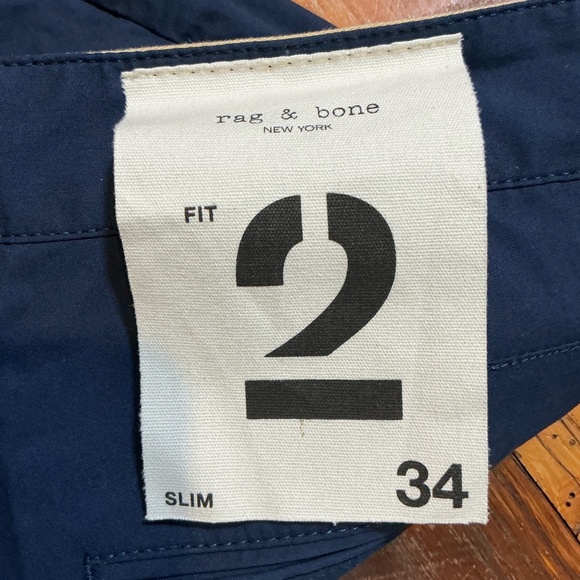 rag & bone
NEW YORK
FIT
2
SLIM
34